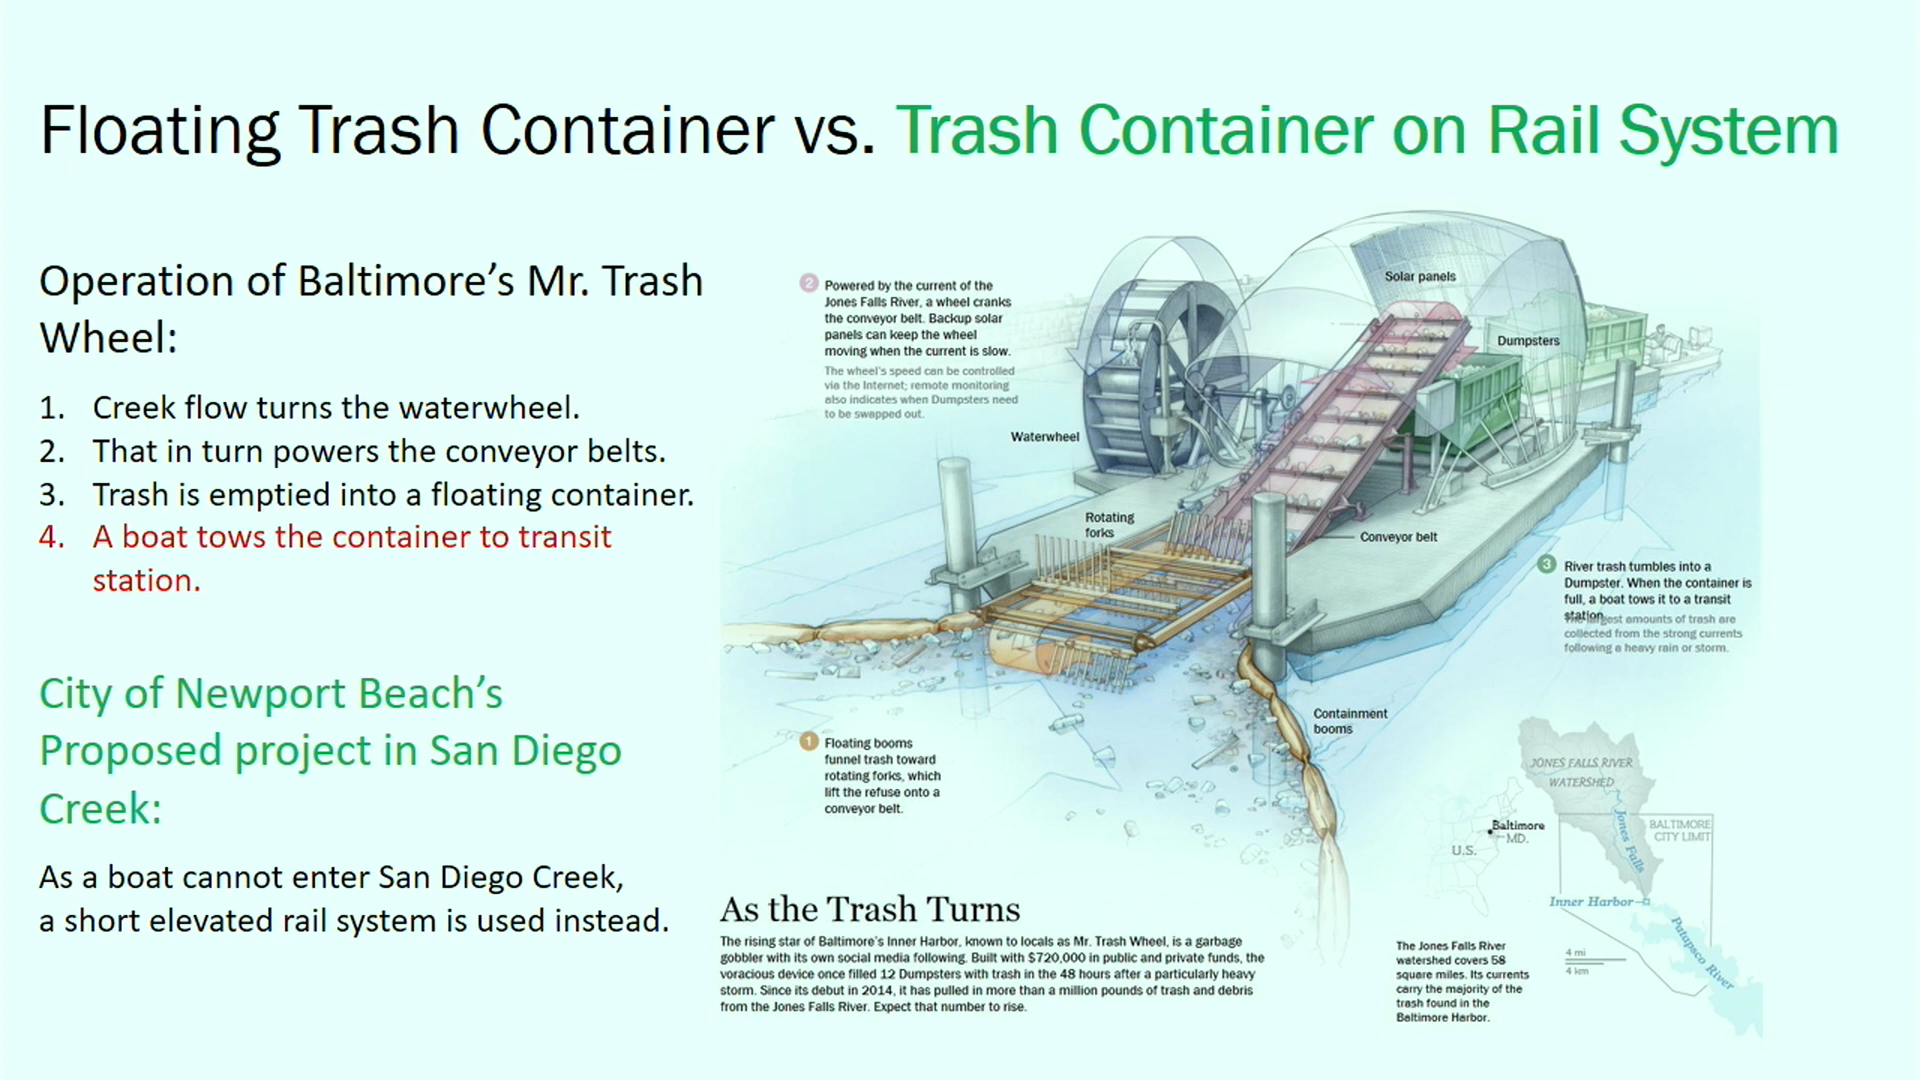 Floating Trash Container vs. Trash Container on Rail System
Operation of Baltimore's Mr. Trash
Wheel:
1. Creek flow turns the waterwheel.
2. That in turn powers the conveyor belts.
3. Trash is emptied into a floating container.
4. A boat tows the container to transit
station.
City of Newport Beach's
Proposed project in San Diego
Creek:
As a boat cannot enter San Diego Creek,
a short elevated rail system is used instead.
2 Powered by the current of the
Jones Falls River, a wheel cranks
the conveyor belt. Backup solar
panels can keep the wheel
moving when the current is slow.
The wheel's speed can be controlled
via the Internet; remote monitoring
also indicates when Dumpsters need
to be swapped out.
Waterwheel
Solar panels
Dumpsters
Rotating
forks
Conveyor belt
3 River trash tumbles into a
Dumpster. When the container is
full, a boat tows it to a transit
station.
The largest amounts of trash are
collected from the strong currents
following a heavy rain or storm.
Containment
booms
1 Floating booms
funnel trash toward
rotating forks, which
lift the refuse onto a
conveyor belt.
As the Trash Turns
The rising star of Baltimore's Inner Harbor, known to locals as Mr. Trash Wheel, is a garbage
gobbler with its own social media following. Built with $720,000 in public and private funds, the
voracious device once filled 12 Dumpsters with trash in the 48 hours after a particularly heavy
storm. Since its debut in 2014, it has pulled in more than a million pounds of trash and debris
from the Jones Falls River. Expect that number to rise.
JONES FALLS RIVER
WATERSHED
Jones Falls
BALTIMORE
CITY LIMIT
Baltimore
MD.
U.S.
Inner Harbor
Patapsco River
4 mi
4 km
The Jones Falls River
watershed covers 58
square miles. Its currents
carry the majority of the
trash found in the
Baltimore Harbor.